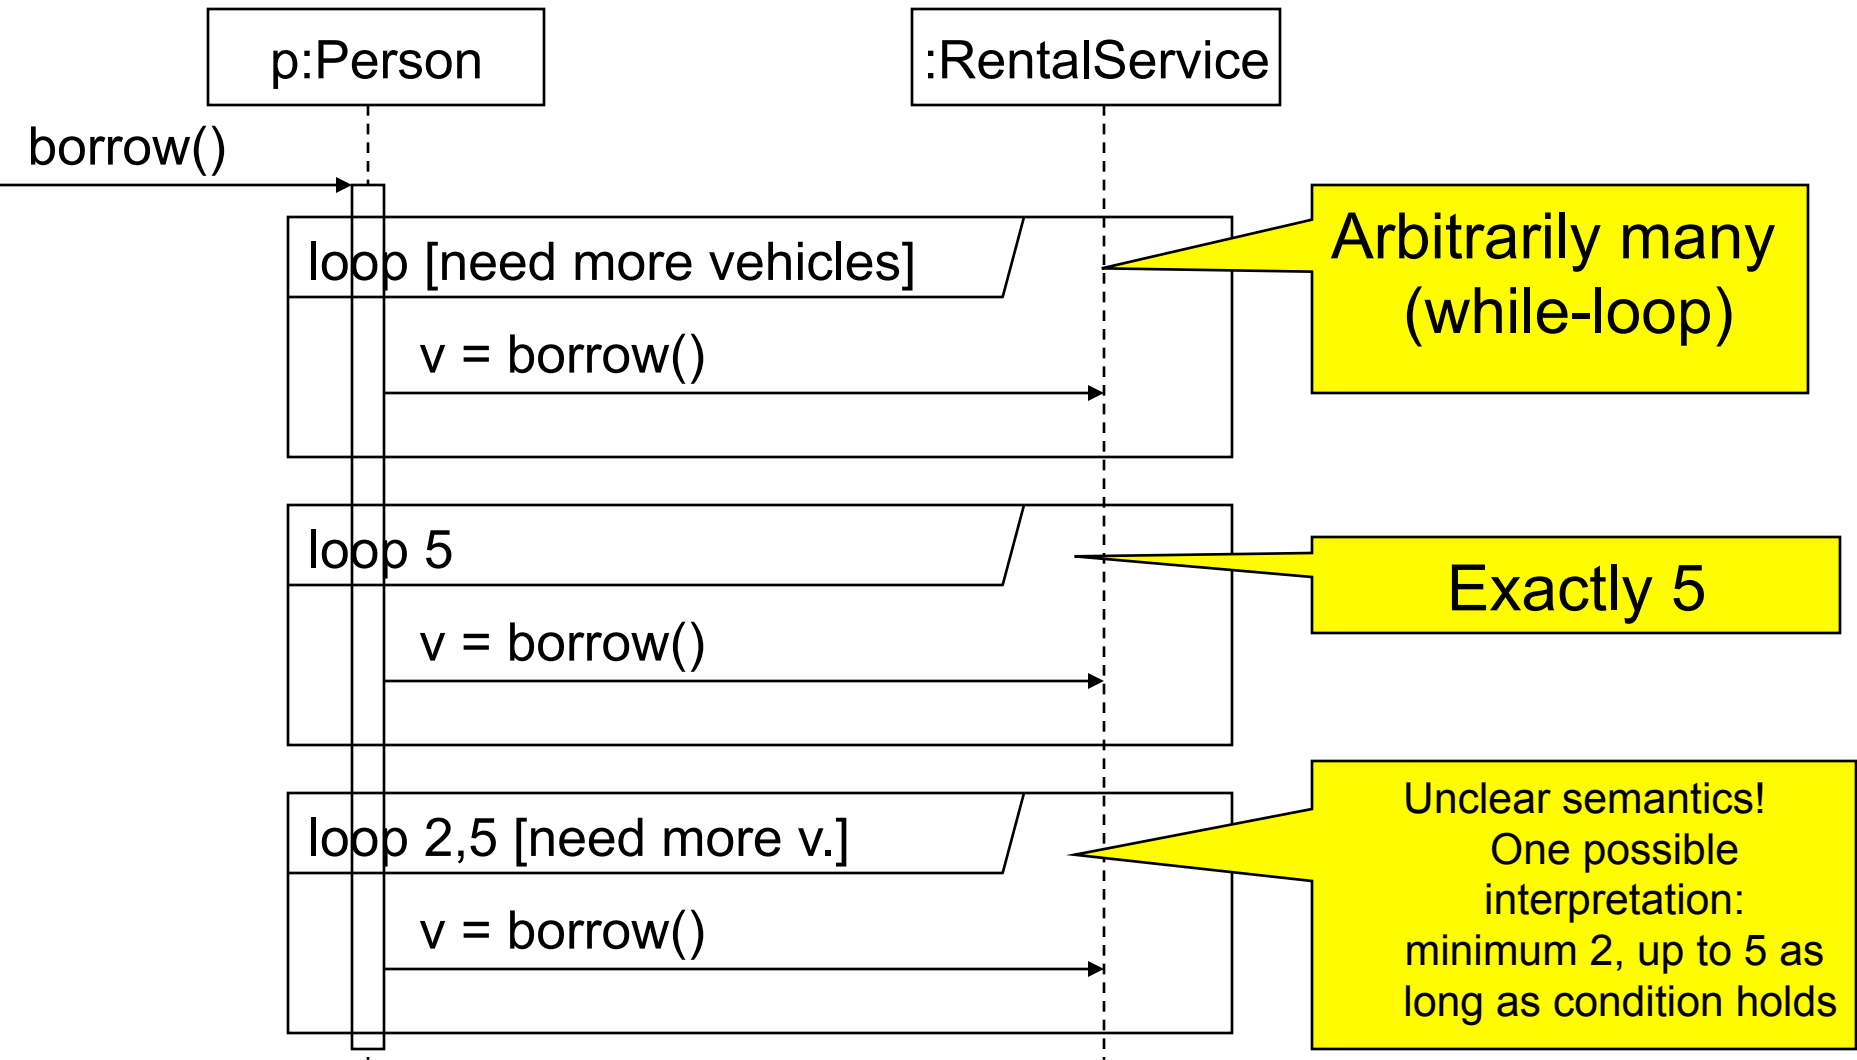 p:Person
:RentalService
borrow()
loop [need more vehicles]
Arbitrarily many
(while-loop)
v = borrow()
loop 5
Exactly 5
v = borrow()
loop 2,5 [need more v.]
Unclear semantics!
One possible
interpretation:
minimum 2, up to 5 as
long as condition holds
v = borrow()